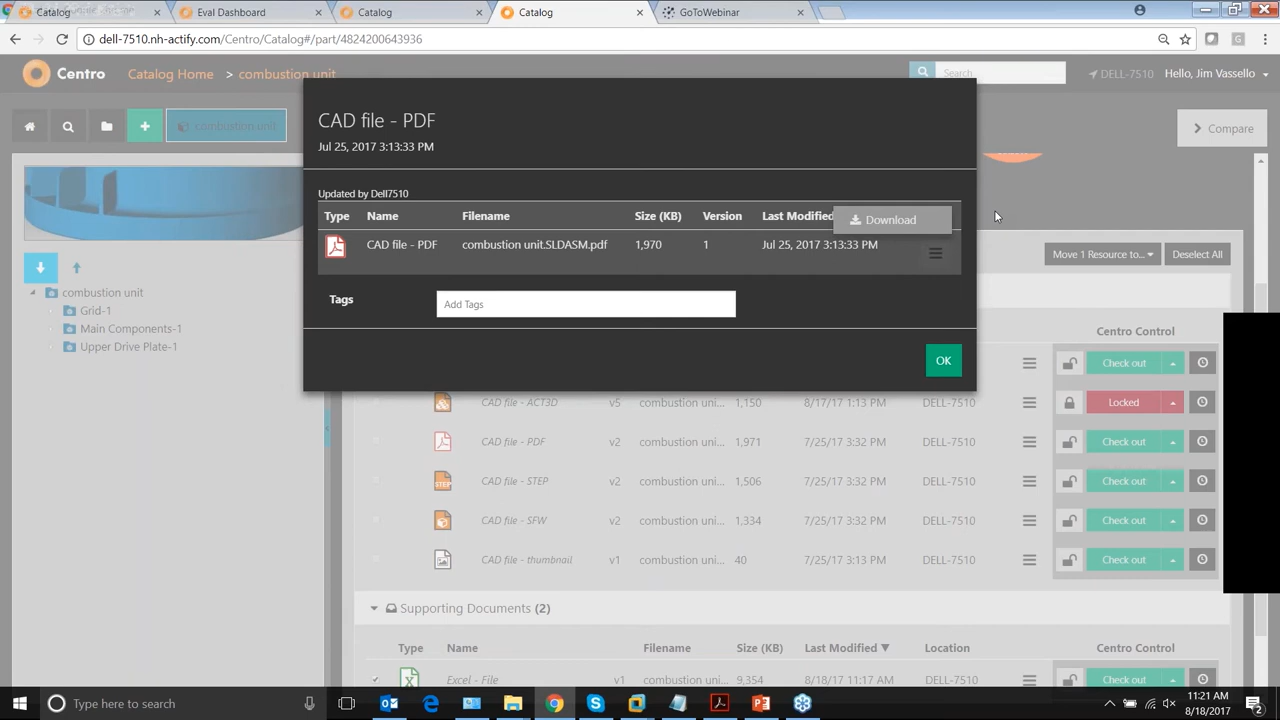 Catalog
Eval Dashboard
Catalog
Catalog
GoToWebinar
dell-7510.nh-actify.com/Centro/Catalog#/part/4824200643936
Centro
Catalog Home > combustion unit
Search
DELL-7510
Hello, Jim Vassello
combustion unit
Compare
CAD file - PDF
Jul 25, 2017 3:13:33 PM
Updated by Dell7510
Type Name Filename Size (KB) Version Last Modified
Download
CAD file - PDF combustion unit.SLDASM.pdf 1,970 1 Jul 25, 2017 3:13:33 PM
Tags
Add Tags
OK
Move 1 Resource to...
Deselect All
combustion unit
Grid-1
Main Components-1
Upper Drive Plate-1
Centro Control
Check out
CAD file - ACT3D v5 combustion uni... 1,150 8/17/17 1:13 PM DELL-7510 Locked
CAD file - PDF v2 combustion uni... 1,971 7/25/17 3:32 PM DELL-7510 Check out
STEP CAD file - STEP v2 combustion uni... 1,506 7/25/17 3:32 PM DELL-7510 Check out
CAD file - SFW v2 combustion uni... 1,334 7/25/17 3:32 PM DELL-7510 Check out
CAD file - thumbnail v1 combustion uni... 40 7/25/17 3:32 PM DELL-7510 Check out
Supporting Documents (2)
Type Name Filename Size (KB) Last Modified Location Centro Control
Excel - File v1 combustion uni... 9,354 8/18/17 11:17 AM DELL-7510 Check out
Type here to search
11:21 AM
8/18/2017
2